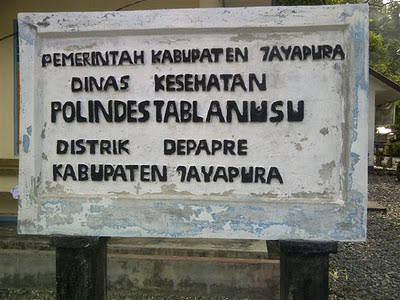 PEMERINTAH KABUPATEN JAYAPURA
DINAS KESEHATAN
POLINDES TABLANUSU
DISTRIK DEPAPRE
KABUPATEN JAYAPURA